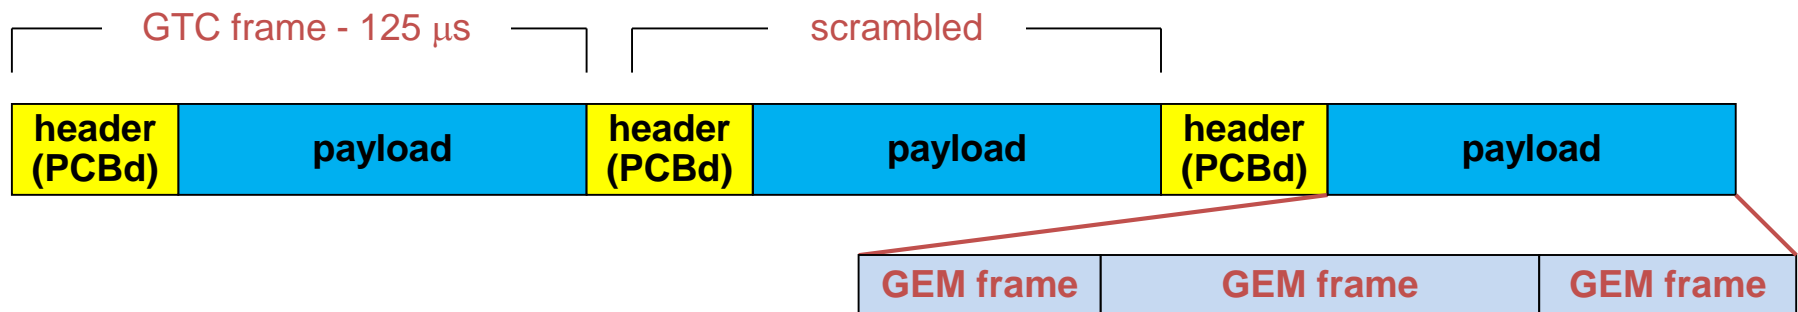 GTC frame - 125 μs
scrambled
header
(PCBd)
payload
header
(PCBd)
payload
header
(PCBd)
payload
GEM frame
GEM frame
GEM frame